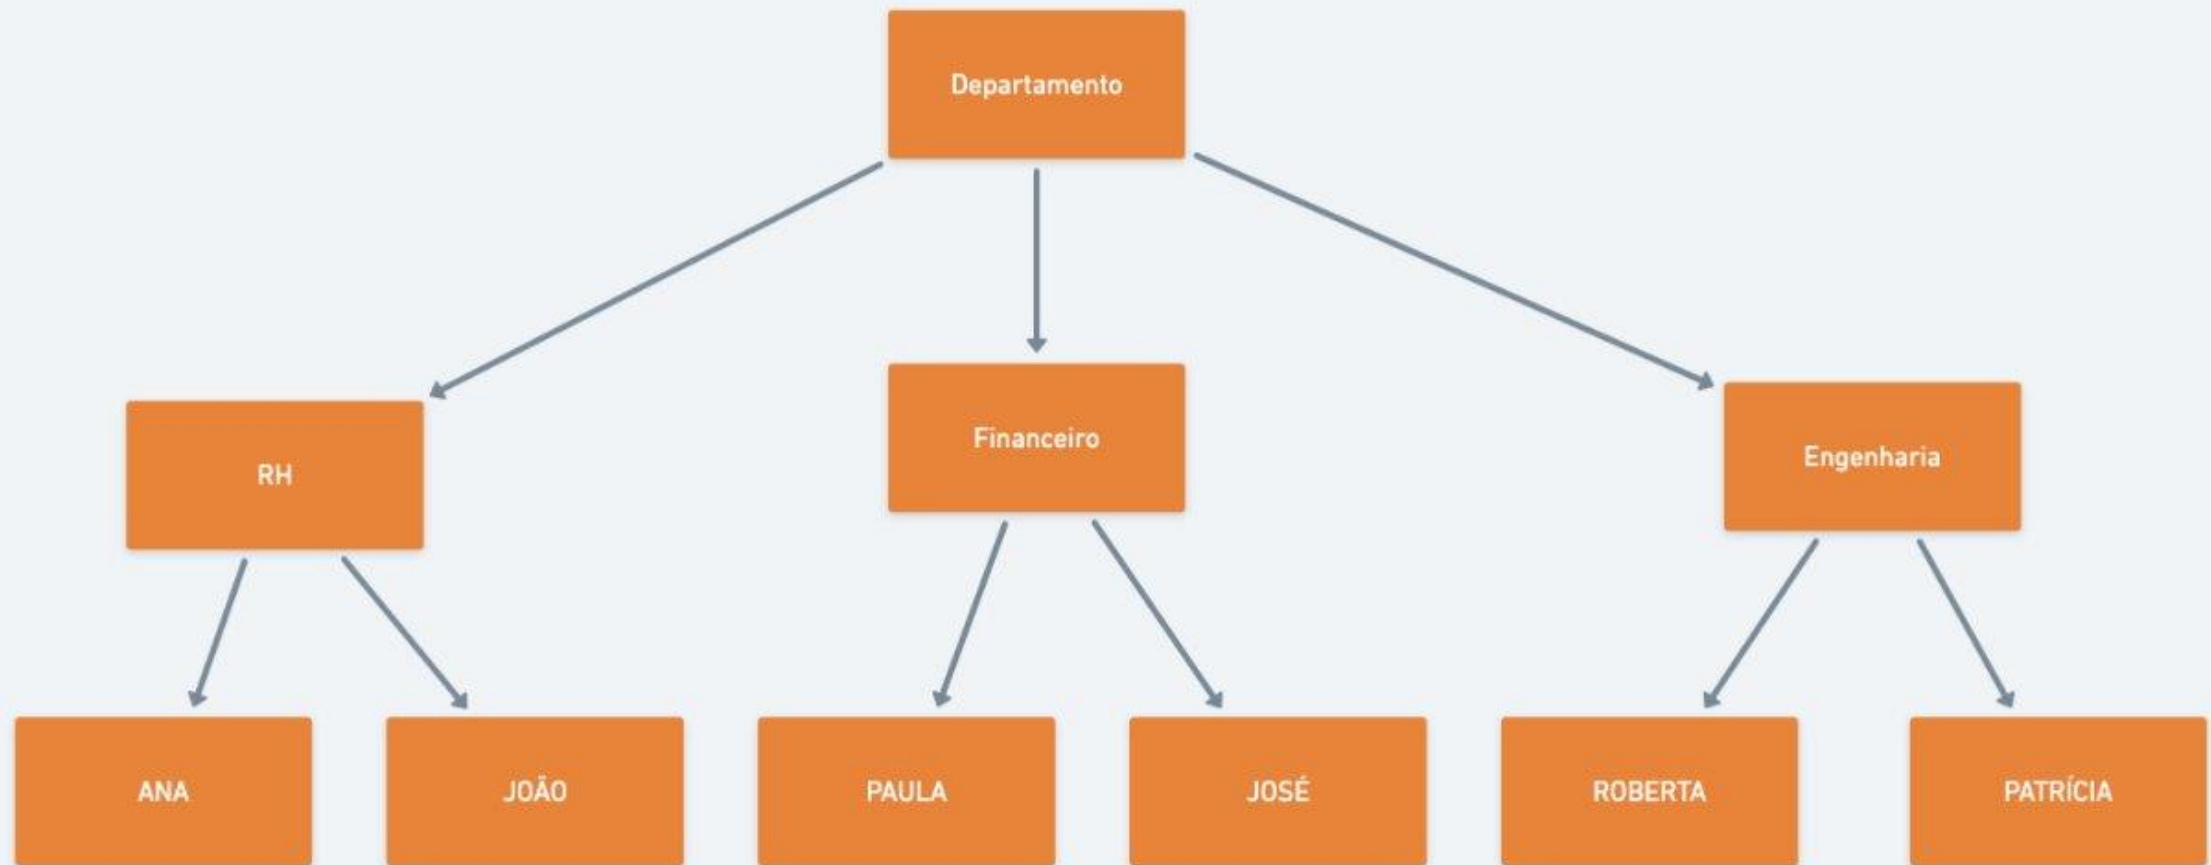 Departamento
RH
Financeiro
Engenharia
ANA
JOÃO
PAULA
JOSÉ
ROBERTA
PATRÍCIA